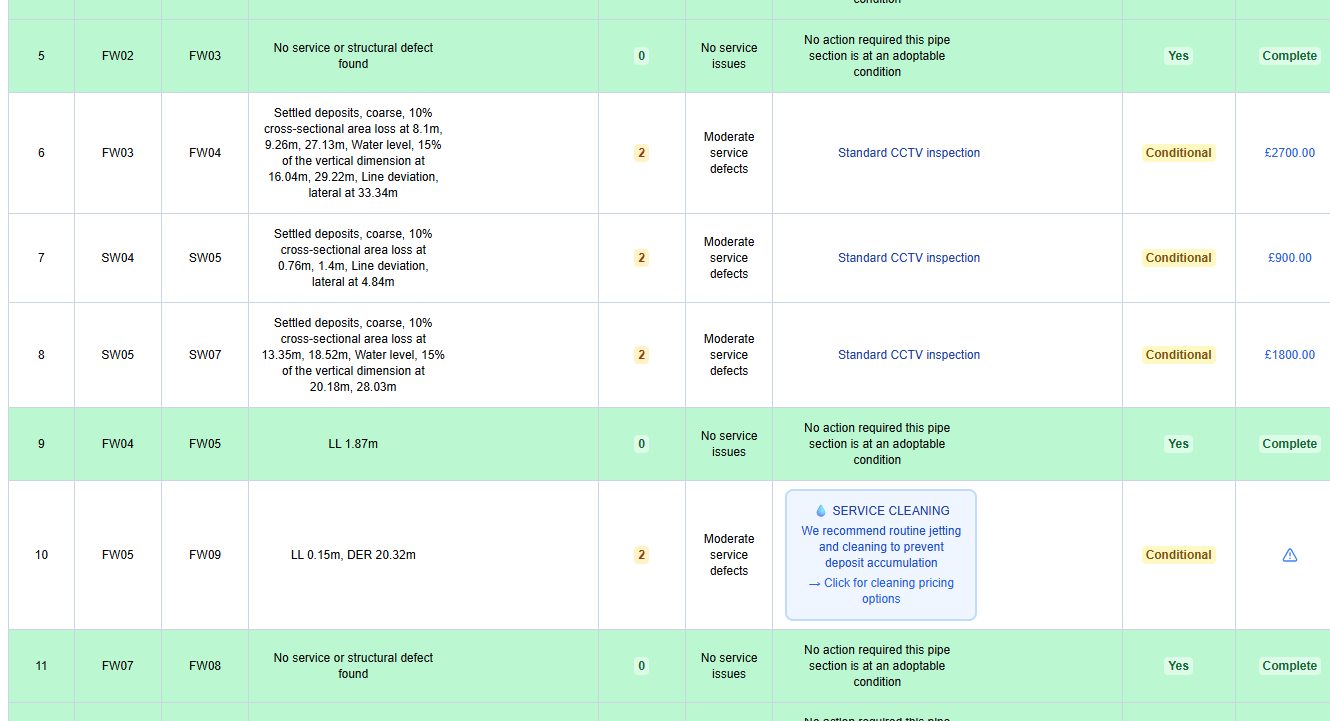 condition
5 FW02 FW03 No service or structural defect found 0 No service issues No action required this pipe section is at an adoptable condition Yes Complete
6 FW03 FW04 Settled deposits, coarse, 10% cross-sectional area loss at 8.1m, 9.26m, 27.13m, Water level, 15% of the vertical dimension at 16.04m, 29.22m, Line deviation, lateral at 33.34m 2 Moderate service defects Standard CCTV inspection Conditional £2700.00
7 SW04 SW05 Settled deposits, coarse, 10% cross-sectional area loss at 0.76m, 1.4m, Line deviation, lateral at 4.84m 2 Moderate service defects Standard CCTV inspection Conditional £900.00
8 SW05 SW07 Settled deposits, coarse, 10% cross-sectional area loss at 13.35m, 18.52m, Water level, 15% of the vertical dimension at 20.18m, 28.03m 2 Moderate service defects Standard CCTV inspection Conditional £1800.00
9 FW04 FW05 LL 1.87m 0 No service issues No action required this pipe section is at an adoptable condition Yes Complete
10 FW05 FW09 LL 0.15m, DER 20.32m 2 Moderate service defects SERVICE CLEANING We recommend routine jetting and cleaning to prevent deposit accumulation → Click for cleaning pricing options Conditional
11 FW07 FW08 No service or structural defect found 0 No service issues No action required this pipe section is at an adoptable condition Yes Complete
No action required this pipe